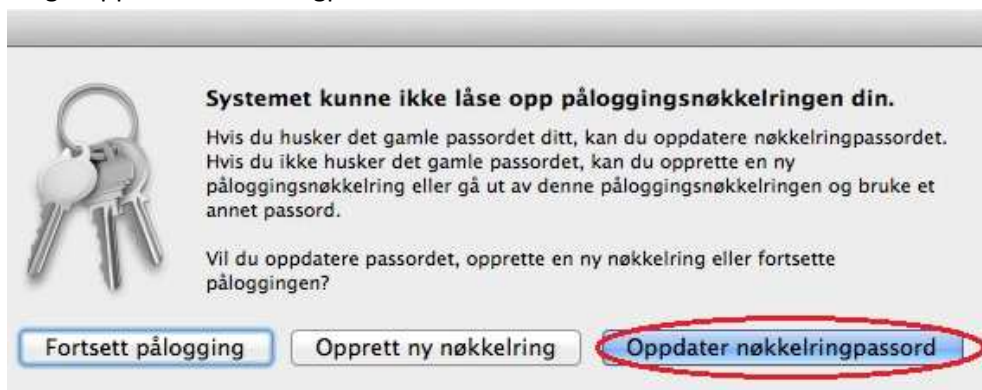 Systemet kunne ikke låse opp påloggingsnøkkelringen din.
Hvis du husker det gamle passordet ditt, kan du oppdatere nøkkelringpassordet.
Hvis du ikke husker det gamle passordet, kan du opprette en ny
påloggingsnøkkelring eller gå ut av denne påloggingsnøkkelringen og bruke et
annet passord.
Vil du oppdatere passordet, opprette en ny nøkkelring eller fortsette
påloggingen?
Fortsett pålogging Opprett ny nøkkelring Oppdater nøkkelringpassord